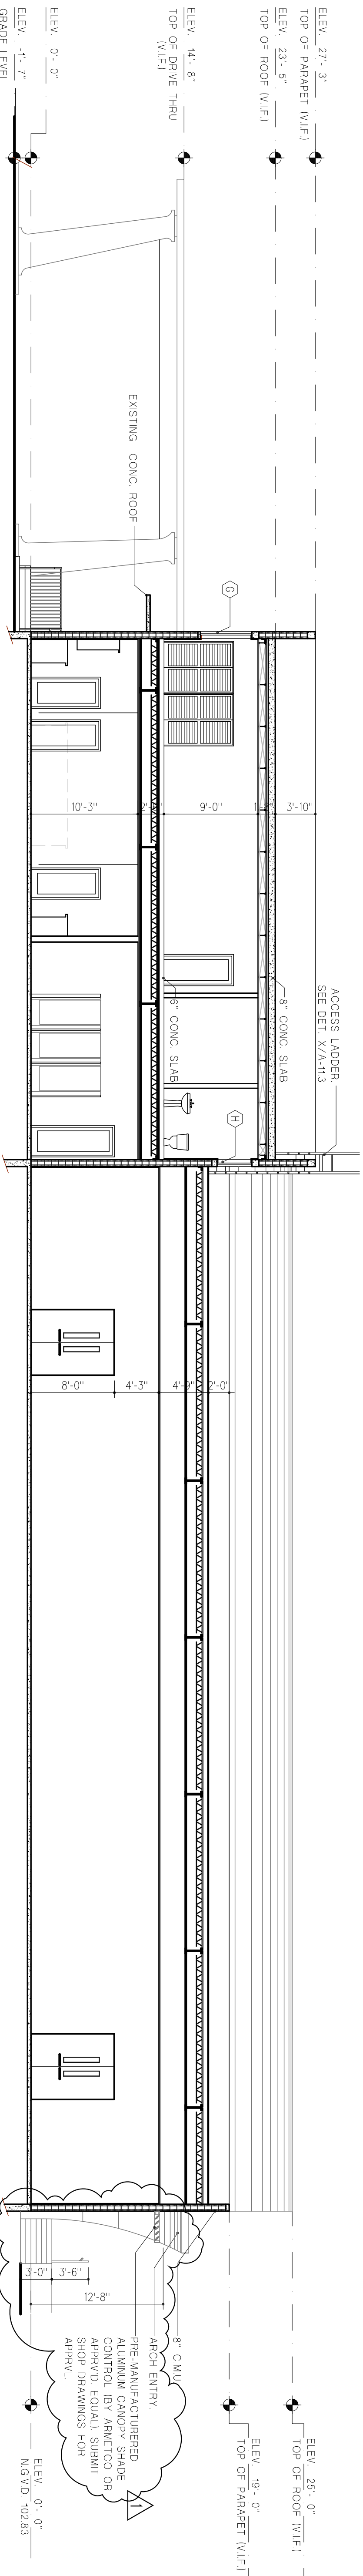 ELEV. 27'- 3"
TOP OF PARAPET (V.I.F.)
ELEV. 23'- 5"
TOP OF ROOF (V.I.F.)
ELEV. 14'- 8"
TOP OF DRIVE THRU
(V.I.F.)
ELEV. 0'- 0"
ELEV. -1'- 7"
GRADE LEVEL
EXISTING CONC. ROOF
G
3'-10"
9'-0"
10'-3"
8" CONC. SLAB
6" CONC. SLAB
ACCESS LADDER
SEE DET. X/A-11.3
H
2'-0"
4'-9"
4'-3"
8'-0"
8" C.M.U
ARCH ENTRY.
PRE-MANUFACTURERED
ALUMINUM CANOPY SHADE
CONTROL (BY ARMETCO OR
APPRV'D. EQUAL). SUBMIT
SHOP DRAWINGS FOR
APPRVL.
1
12'-8"
3'-6"
3'-0"
ELEV. 25'- 0"
TOP OF ROOF (V.I.F.)
ELEV. 19'- 0"
TOP OF PARAPET (V.I.F.)
ELEV. 0'- 0"
N.G.V.D. 102.83